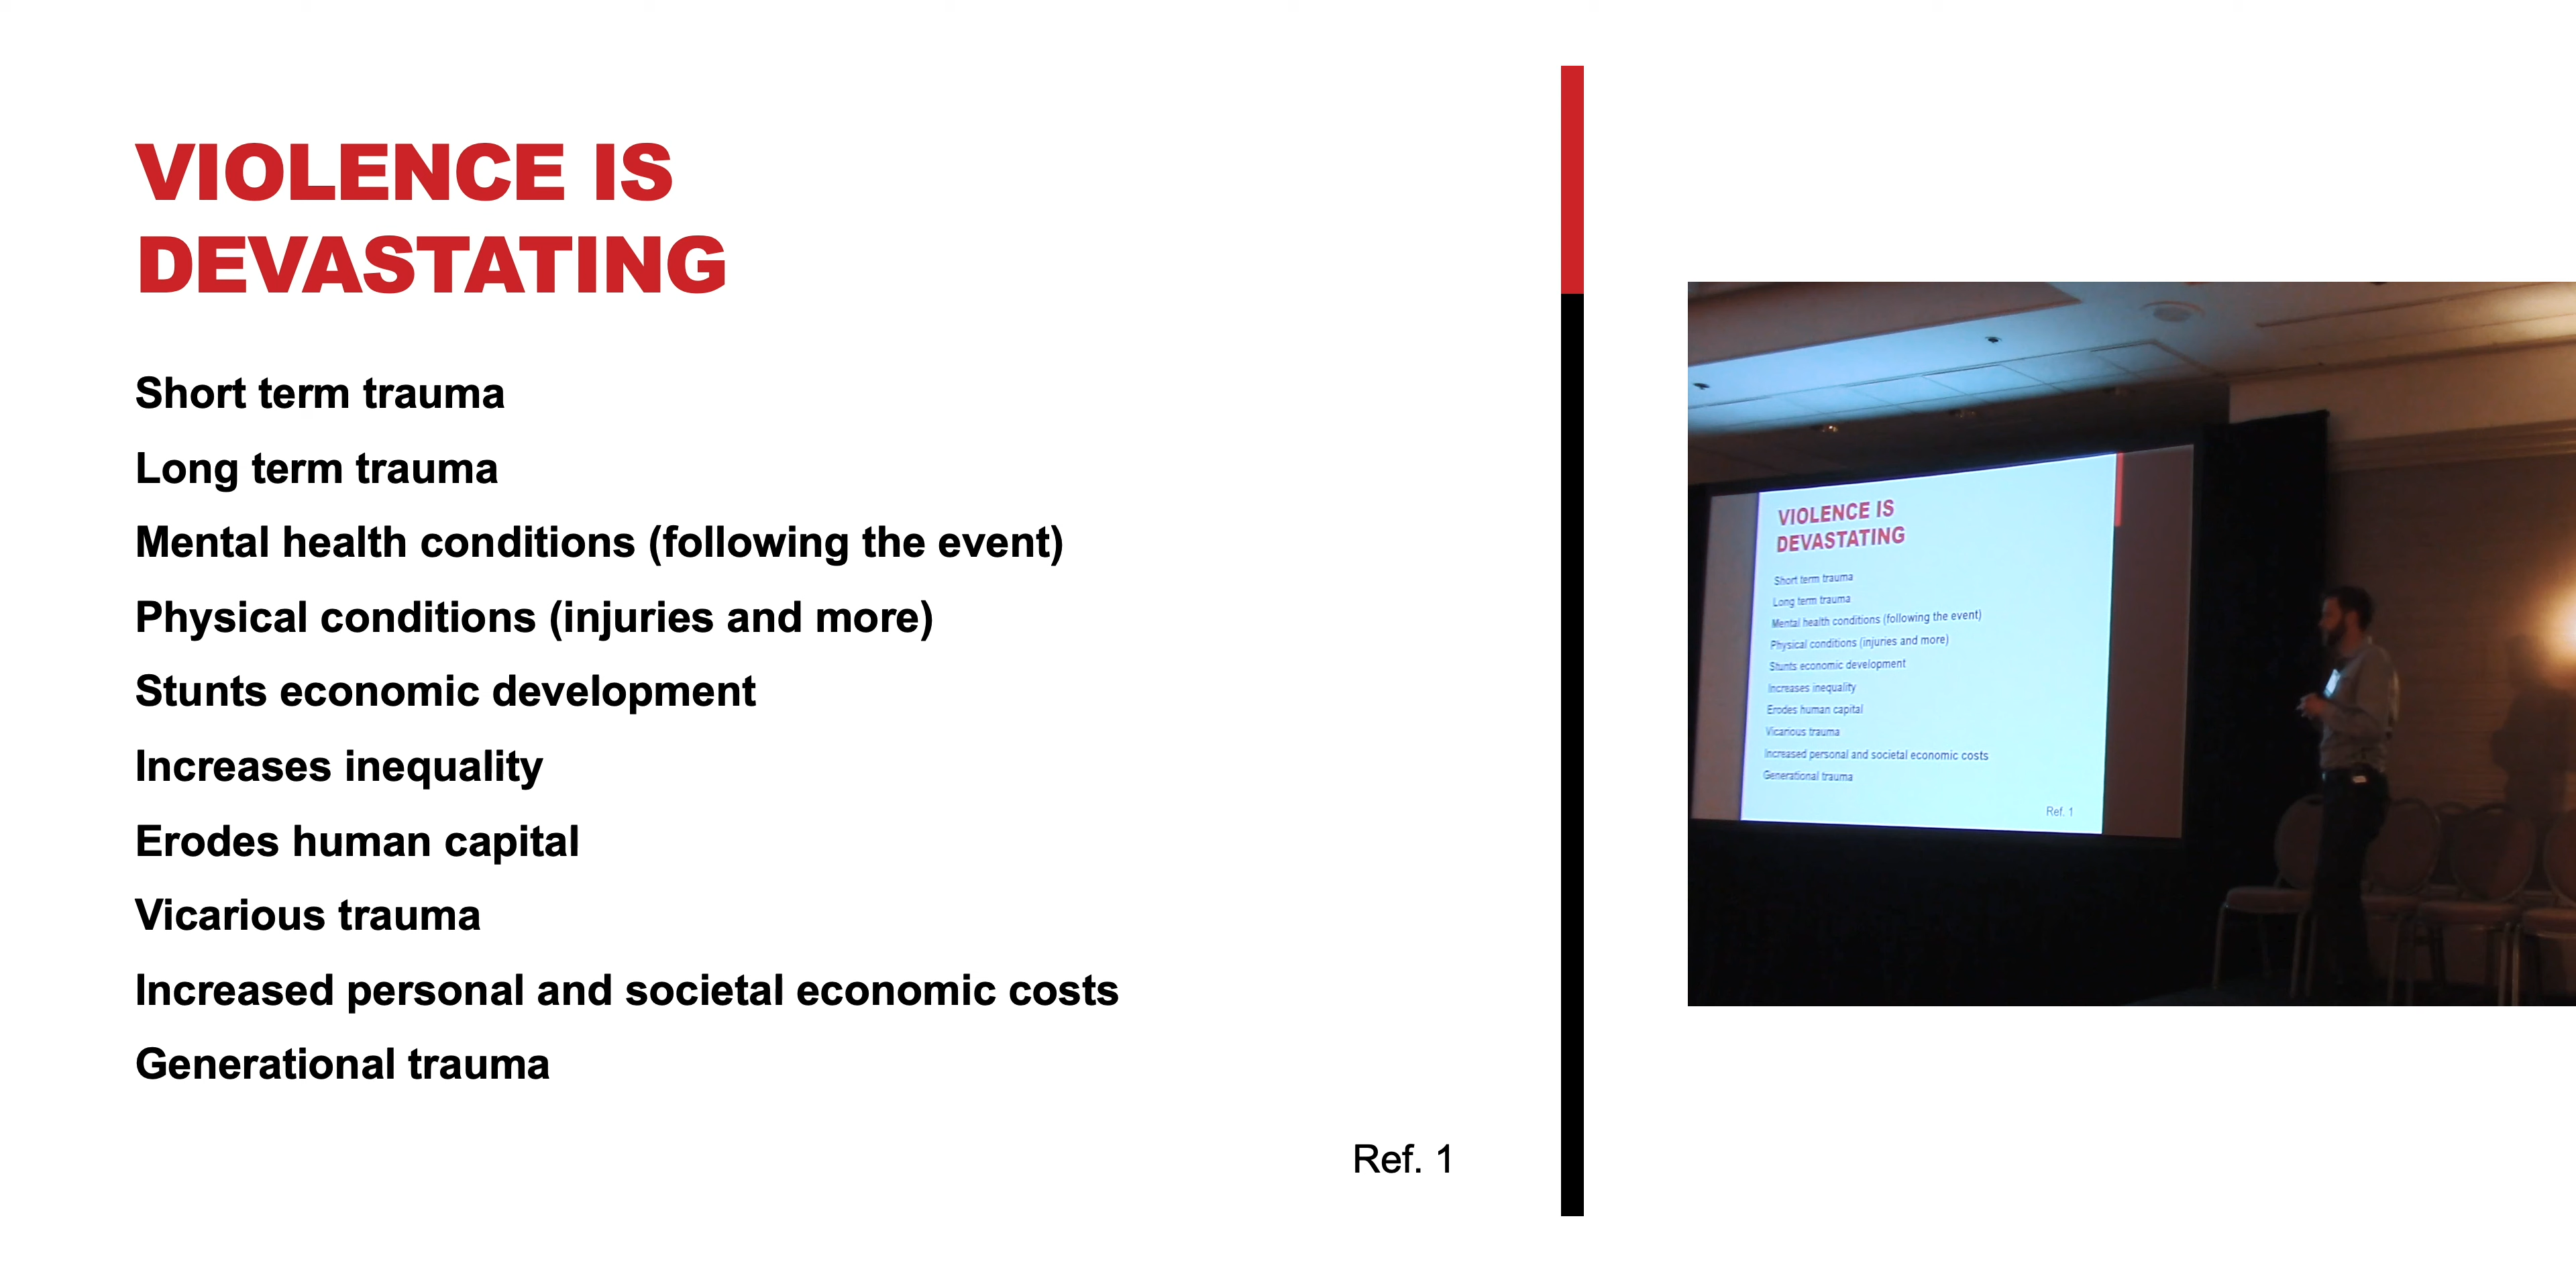 VIOLENCE IS
DEVASTATING
Short term trauma
Long term trauma
Mental health conditions (following the event)
Physical conditions (injuries and more)
Stunts economic development
Increases inequality
Erodes human capital
Vicarious trauma
Increased personal and societal economic costs
Generational trauma
Ref. 1
VIOLENCE IS
DEVASTATING
Short term trauma
Long term trauma
Mental health conditions (following the event)
Physical conditions (injuries and more)
Stunts economic development
Increases inequality
Erodes human capital
Vicarious trauma
Increased personal and societal economic costs
Generational trauma
Ref. 1